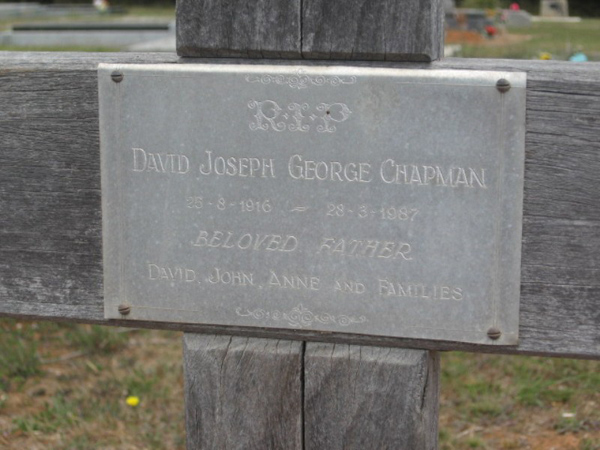 R.I.P
DAVID JOSEPH GEORGE CHAPMAN
23-8-1916 — 28-3-1987
BELOVED FATHER
DAVID, JOHN, ANNE AND FAMILIES